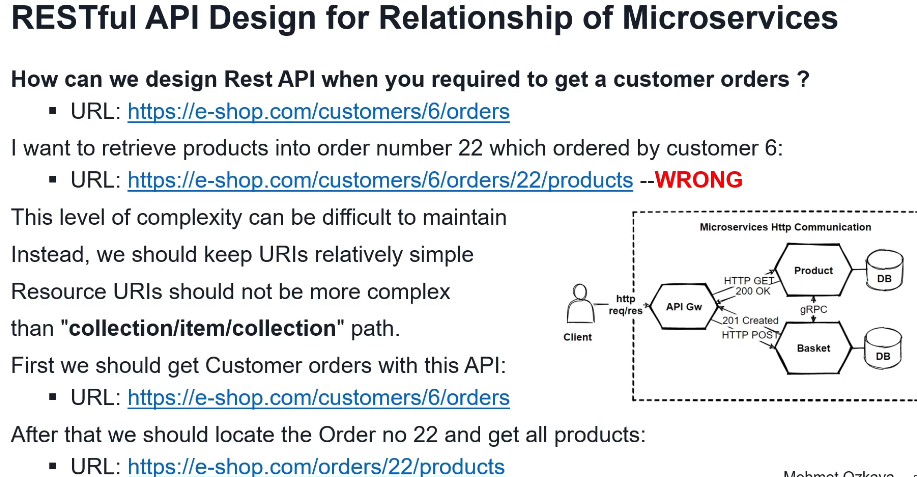 RESTful API Design for Relationship of Microservices
How can we design Rest API when you required to get a customer orders ?
▪ URL: https://e-shop.com/customers/6/orders
I want to retrieve products into order number 22 which ordered by customer 6:
▪ URL: https://e-shop.com/customers/6/orders/22/products --WRONG
This level of complexity can be difficult to maintain
Instead, we should keep URIs relatively simple
Resource URIs should not be more complex
than "collection/item/collection" path.
First we should get Customer orders with this API:
▪ URL: https://e-shop.com/customers/6/orders
After that we should locate the Order no 22 and get all products:
▪ URL: https://e-shop.com/orders/22/products
Microservices Http Communication
Client
http
req/res
API Gw
HTTP GET
200 OK
201 Created
HTTP POST
Product
gRPC
Basket
DB
DB
Mehmet Ozkaya